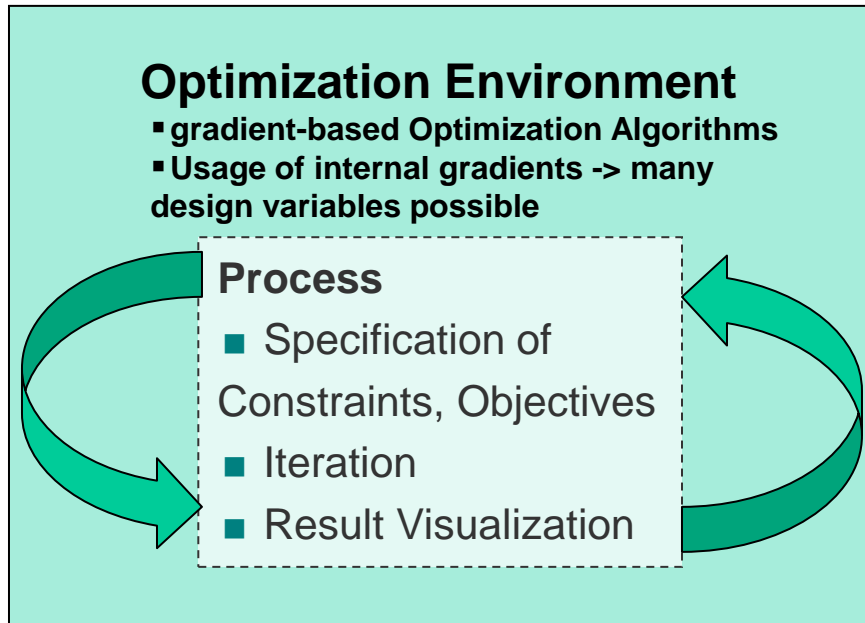 Optimization Environment
▪ gradient-based Optimization Algorithms
▪ Usage of internal gradients -> many
design variables possible
Process
■ Specification of
Constraints, Objectives
■ Iteration
■ Result Visualization